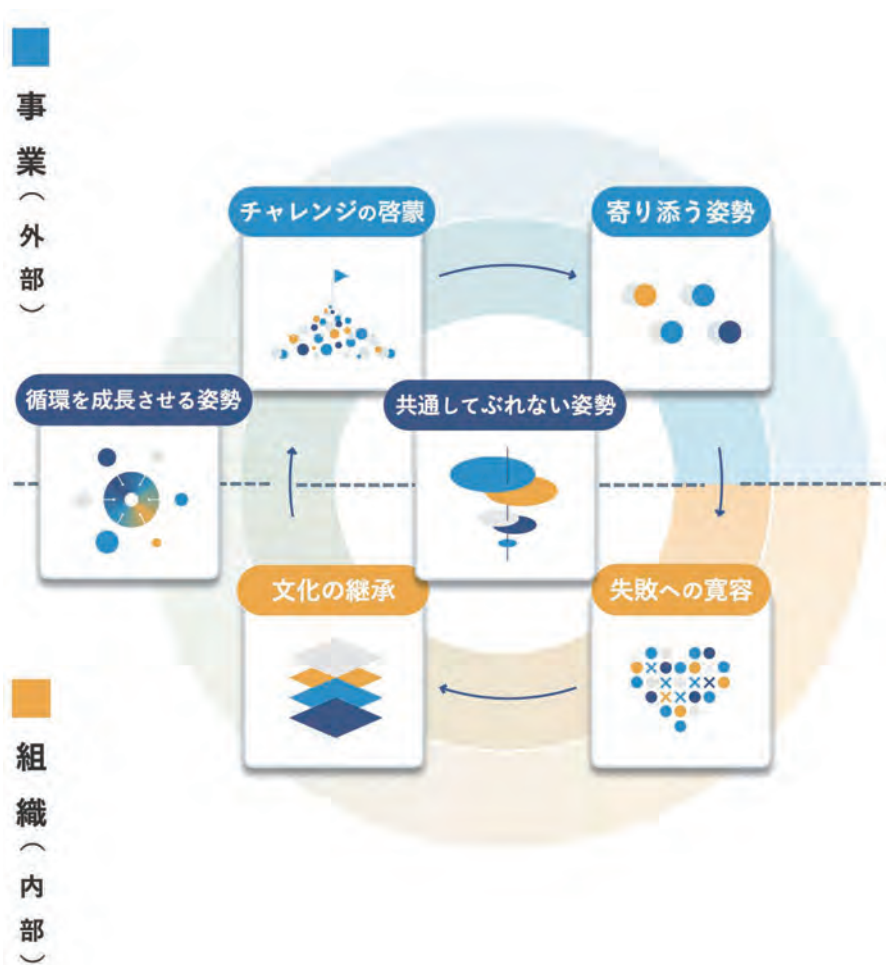 事業（外部）
チャレンジの啓蒙
寄り添う姿勢
循環を成長させる姿勢
共通してぶれない姿勢
文化の継承
失敗への寛容
組織（内部）